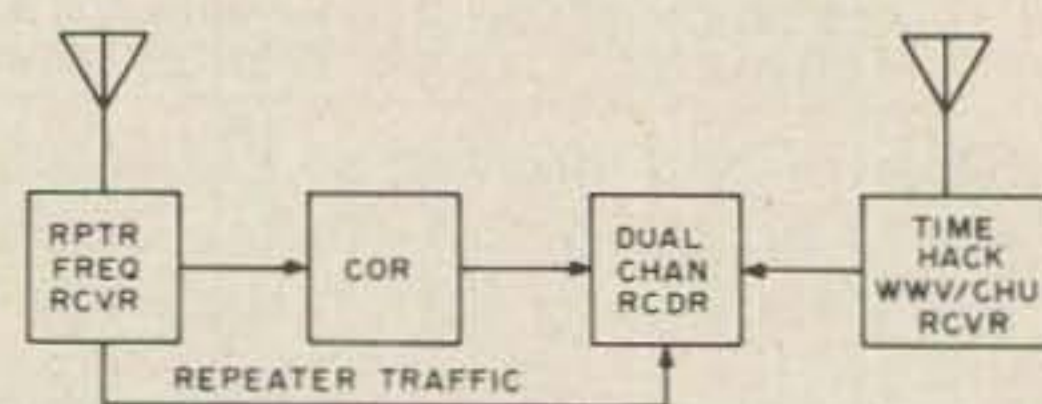 RPTR
FREQ
RCVR
COR
DUAL
CHAN
RCDR
TIME
HACK
WWV/CHU
RCVR
REPEATER TRAFFIC